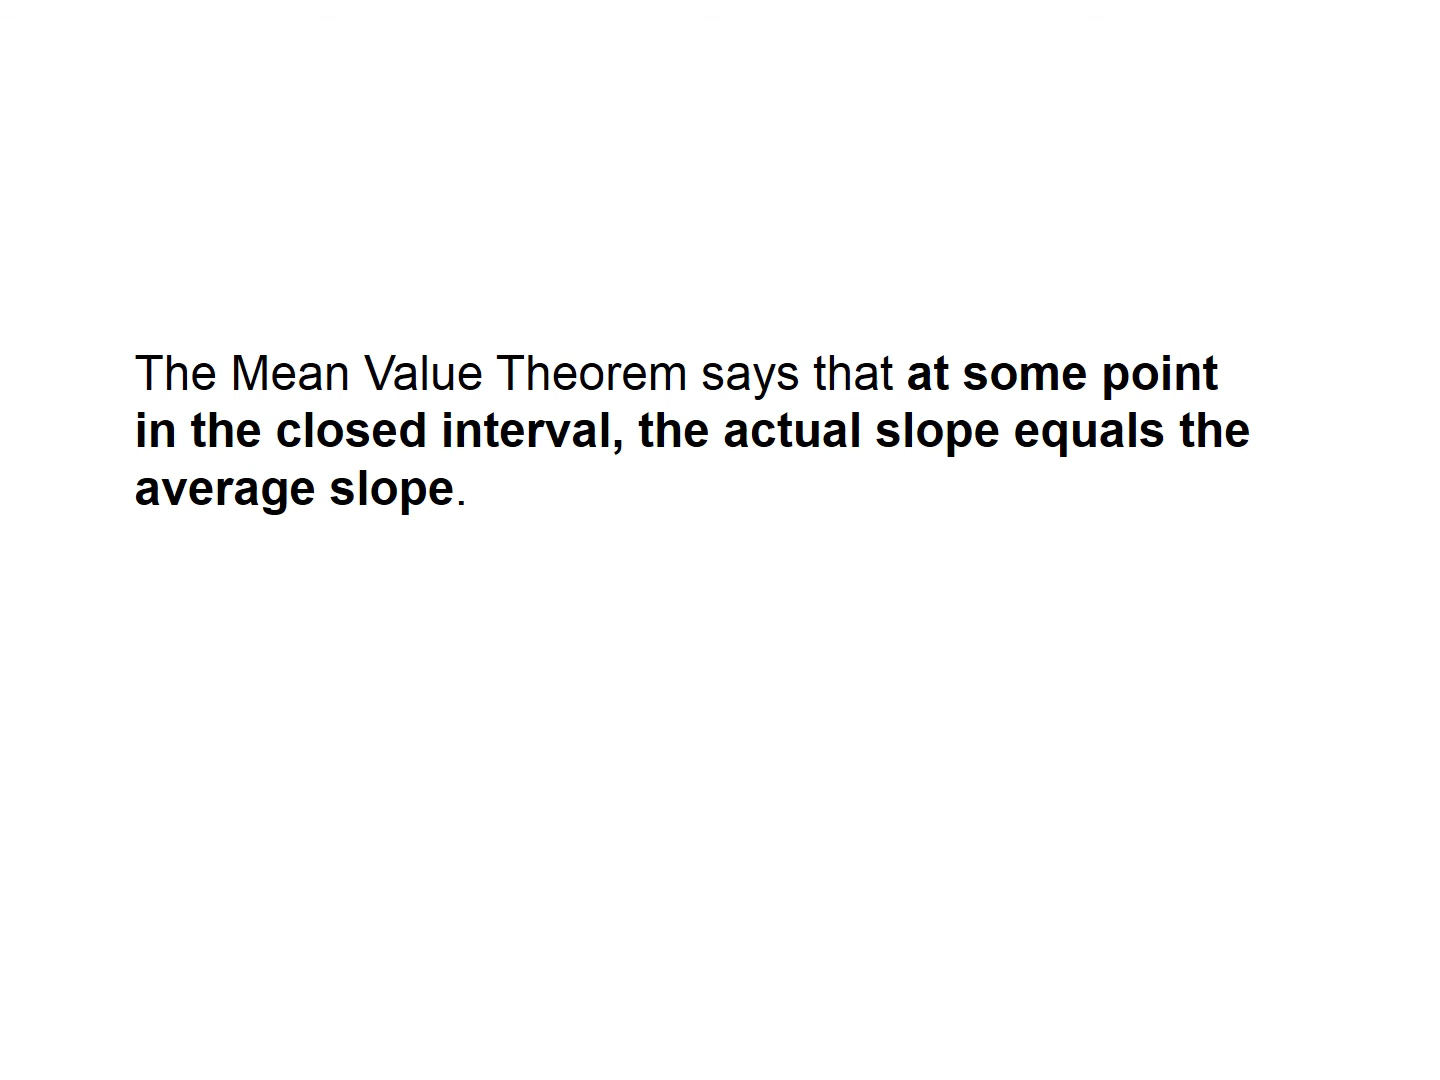 The Mean Value Theorem says that at some point
in the closed interval, the actual slope equals the
average slope.